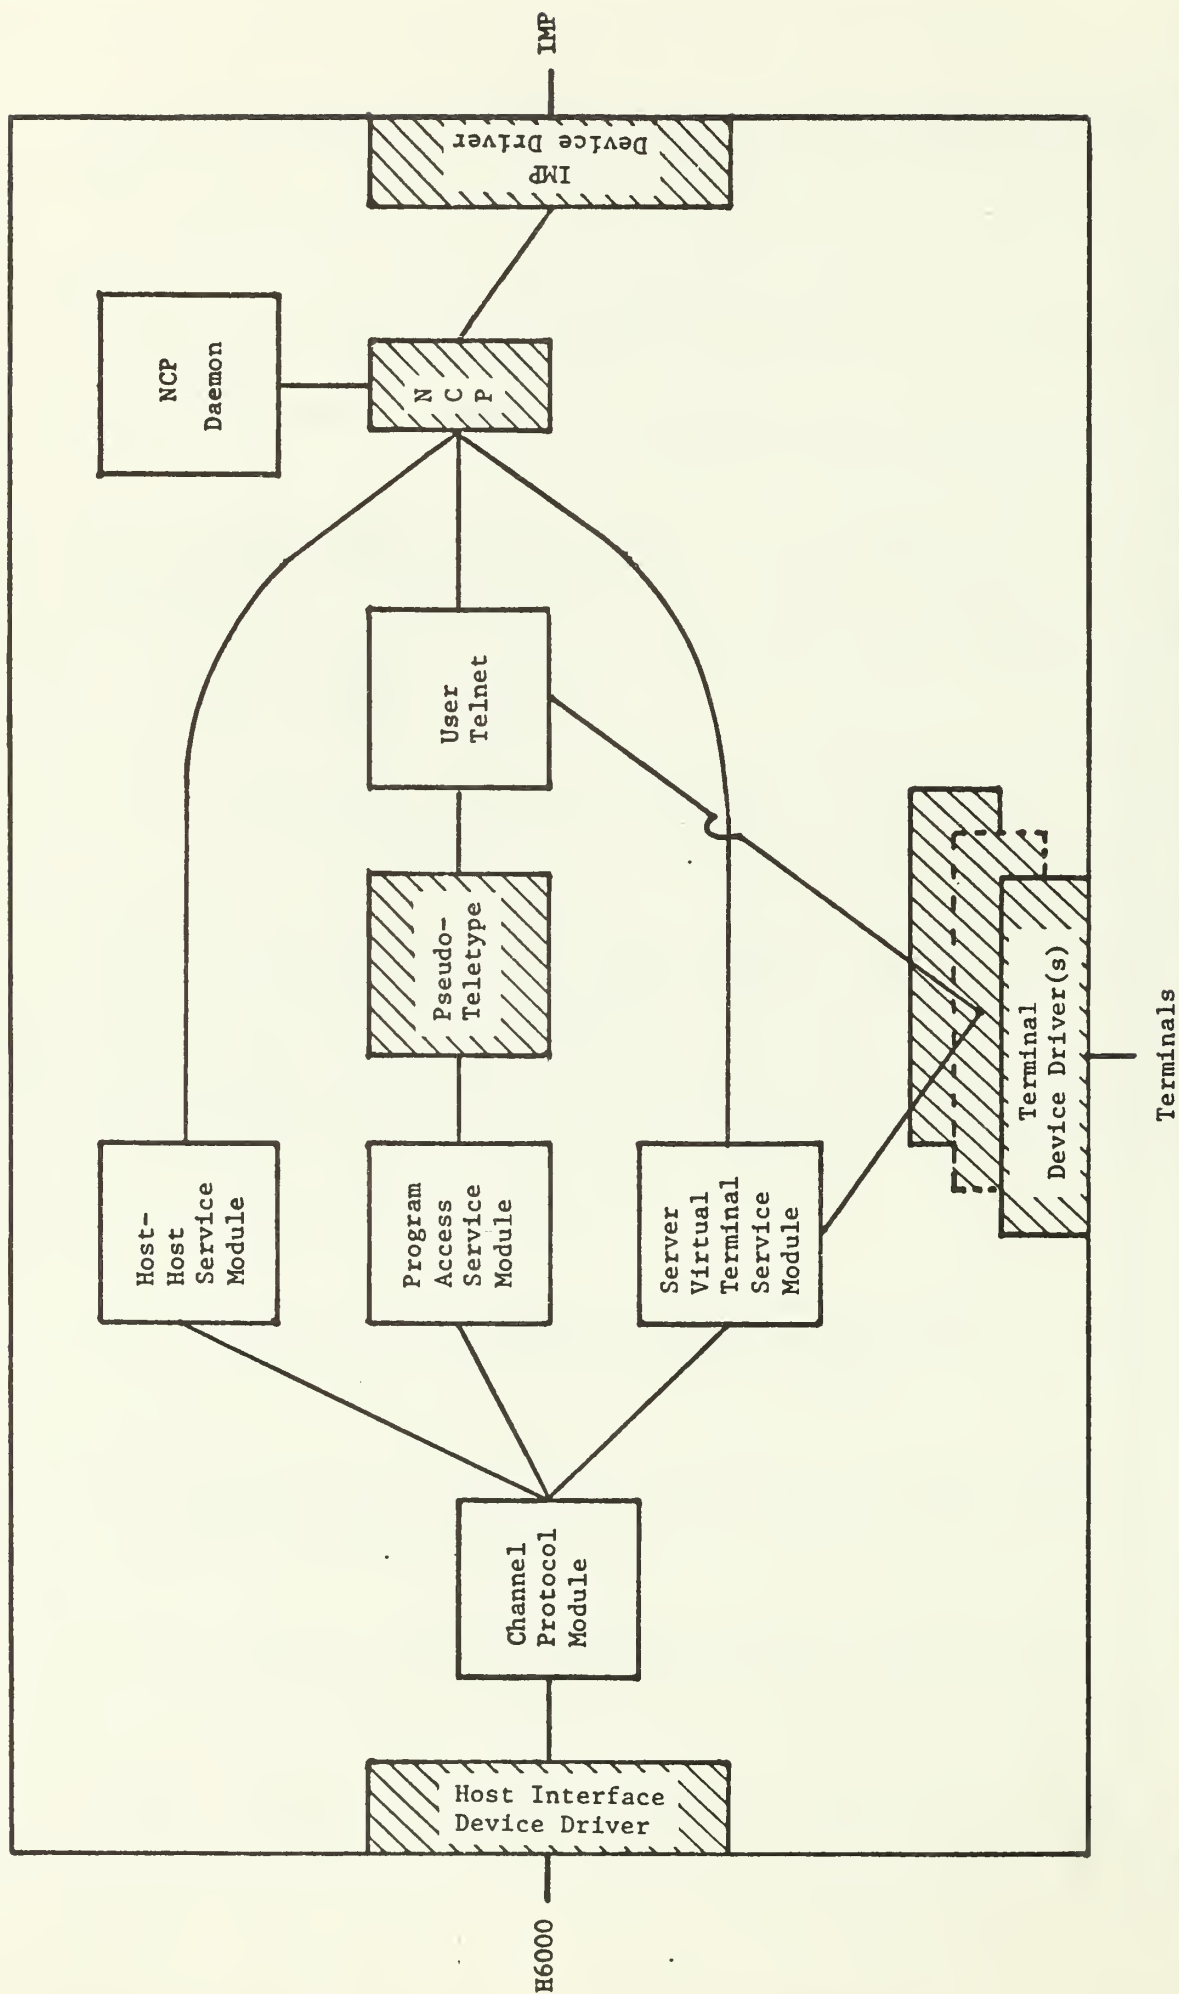 IMP
IMP
Device Driver
NCP
Daemon
N
C
P
User
Telnet
Pseudo-
Teletype
Host-
Host
Service
Module
Program
Access
Service
Module
Server
Virtual
Terminal
Service
Module
Terminal
Device Driver(s)
Terminals
Channel
Protocol
Module
Host Interface
Device Driver
H6000